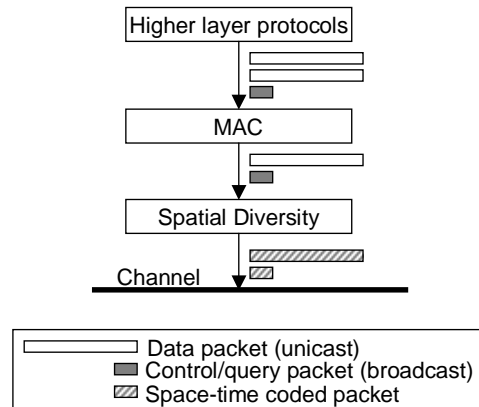 Higher layer protocols
MAC
Spatial Diversity
Channel
Data packet (unicast)
Control/query packet (broadcast)
Space-time coded packet